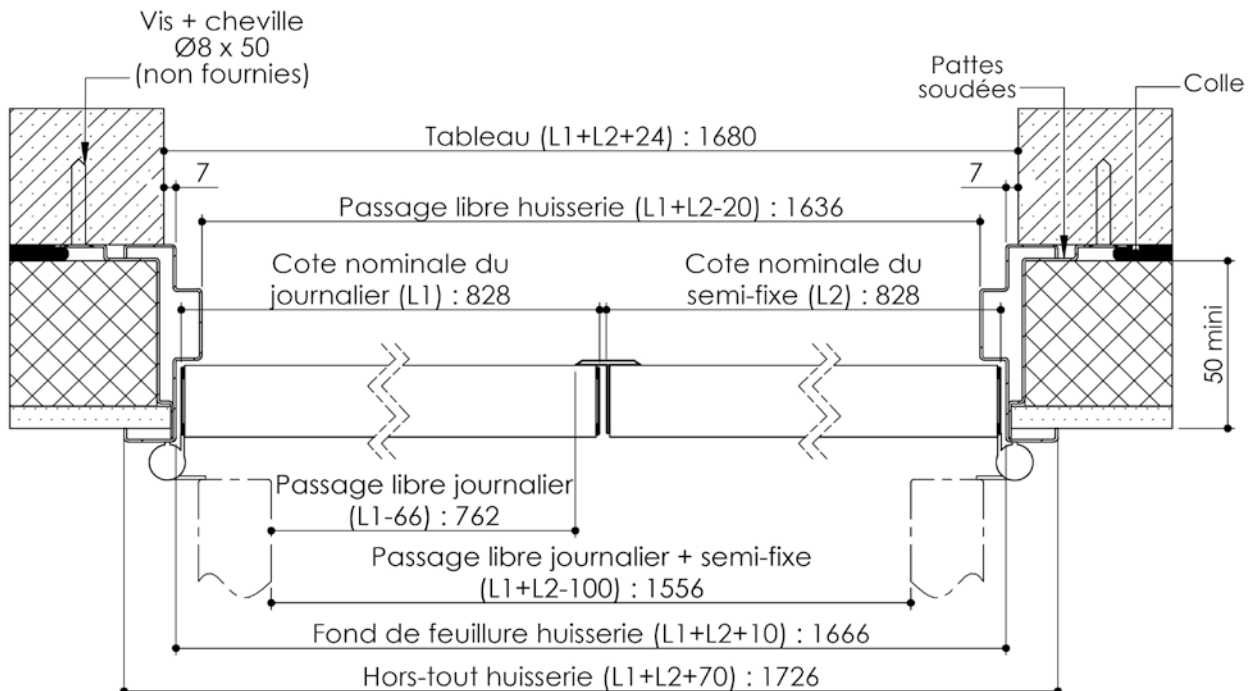 Vis + cheville
Ø8 x 50
(non fournies)
Pattes
soudées
Colle
Tableau (L1+L2+24) : 1680
7
7
Passage libre huisserie (L1+L2-20) : 1636
Cote nominale du
journalier (L1) : 828
Cote nominale du
semi-fixe (L2) : 828
50 mini
Passage libre journalier
(L1-66) : 762
Passage libre journalier + semi-fixe
(L1+L2-100) : 1556
Fond de feuillure huisserie (L1+L2+10) : 1666
Hors-tout huisserie (L1+L2+70) : 1726